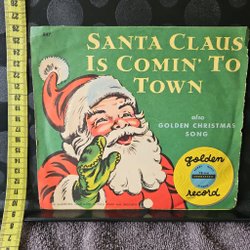 SANTA CLAUS
IS COMIN' TO
TOWN
also
GOLDEN CHRISTMAS
SONG
golden
record